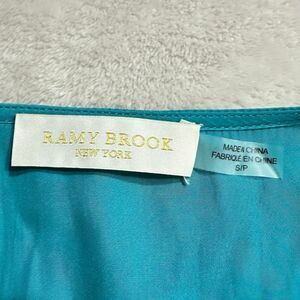 RAMY BROOK
NEW YORK
MADE IN CHINA
FABRIQUÉ EN CHINE
S/P